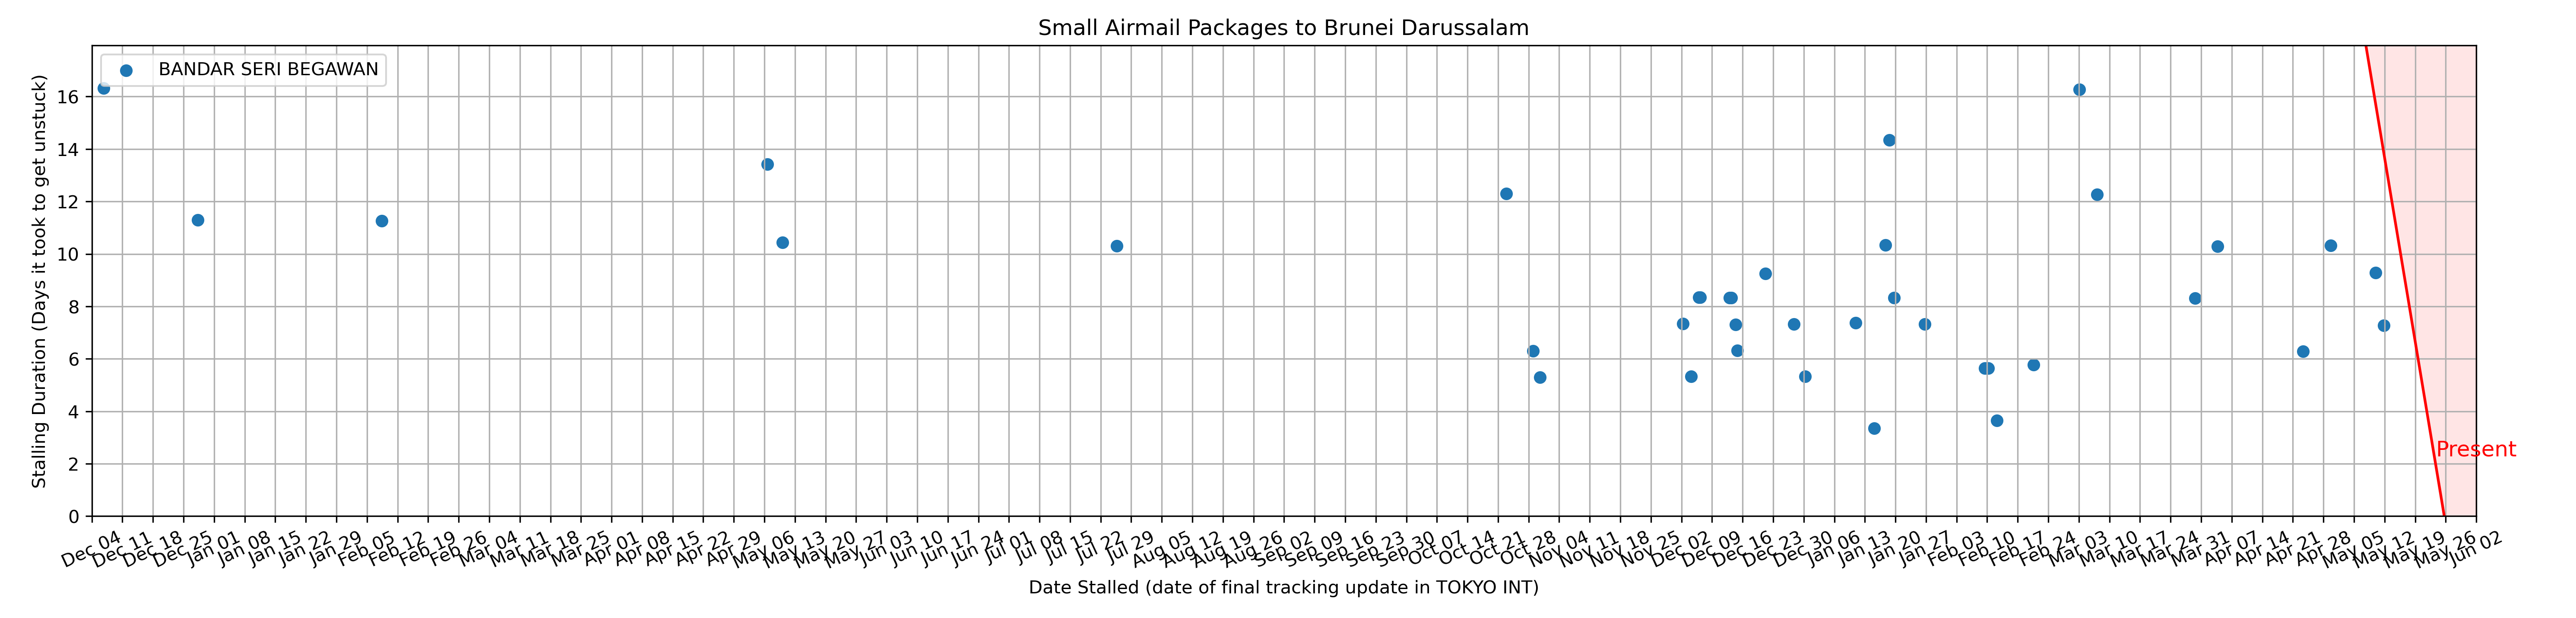 Small Airmail Packages to Brunei Darussalam
BANDAR SERI BEGAWAN
Stalling Duration (Days it took to get unstuck)
16
14
12
10
8
6
4
2
0
Present
Dec 04
Dec 11
Dec 18
Dec 25
Jan 01
Jan 08
Jan 15
Jan 22
Jan 29
Feb 05
Feb 12
Feb 19
Feb 26
Mar 04
Mar 11
Mar 18
Mar 25
Apr 01
Apr 08
Apr 15
Apr 22
Apr 29
May 06
May 13
May 20
May 27
Jun 03
Jun 10
Jun 17
Jun 24
Jul 01
Jul 08
Jul 15
Jul 22
Jul 29
Aug 05
Aug 12
Aug 19
Aug 26
Sep 02
Sep 09
Sep 16
Sep 23
Sep 30
Oct 07
Oct 14
Oct 21
Oct 28
Nov 04
Nov 11
Nov 18
Nov 25
Dec 02
Dec 09
Dec 16
Dec 23
Dec 30
Jan 06
Jan 13
Jan 20
Jan 27
Feb 03
Feb 10
Feb 17
Feb 24
Mar 03
Mar 10
Mar 17
Mar 24
Mar 31
Apr 07
Apr 14
Apr 21
Apr 28
May 05
May 12
May 19
May 26
Jun 02
Date Stalled (date of final tracking update in TOKYO INT)